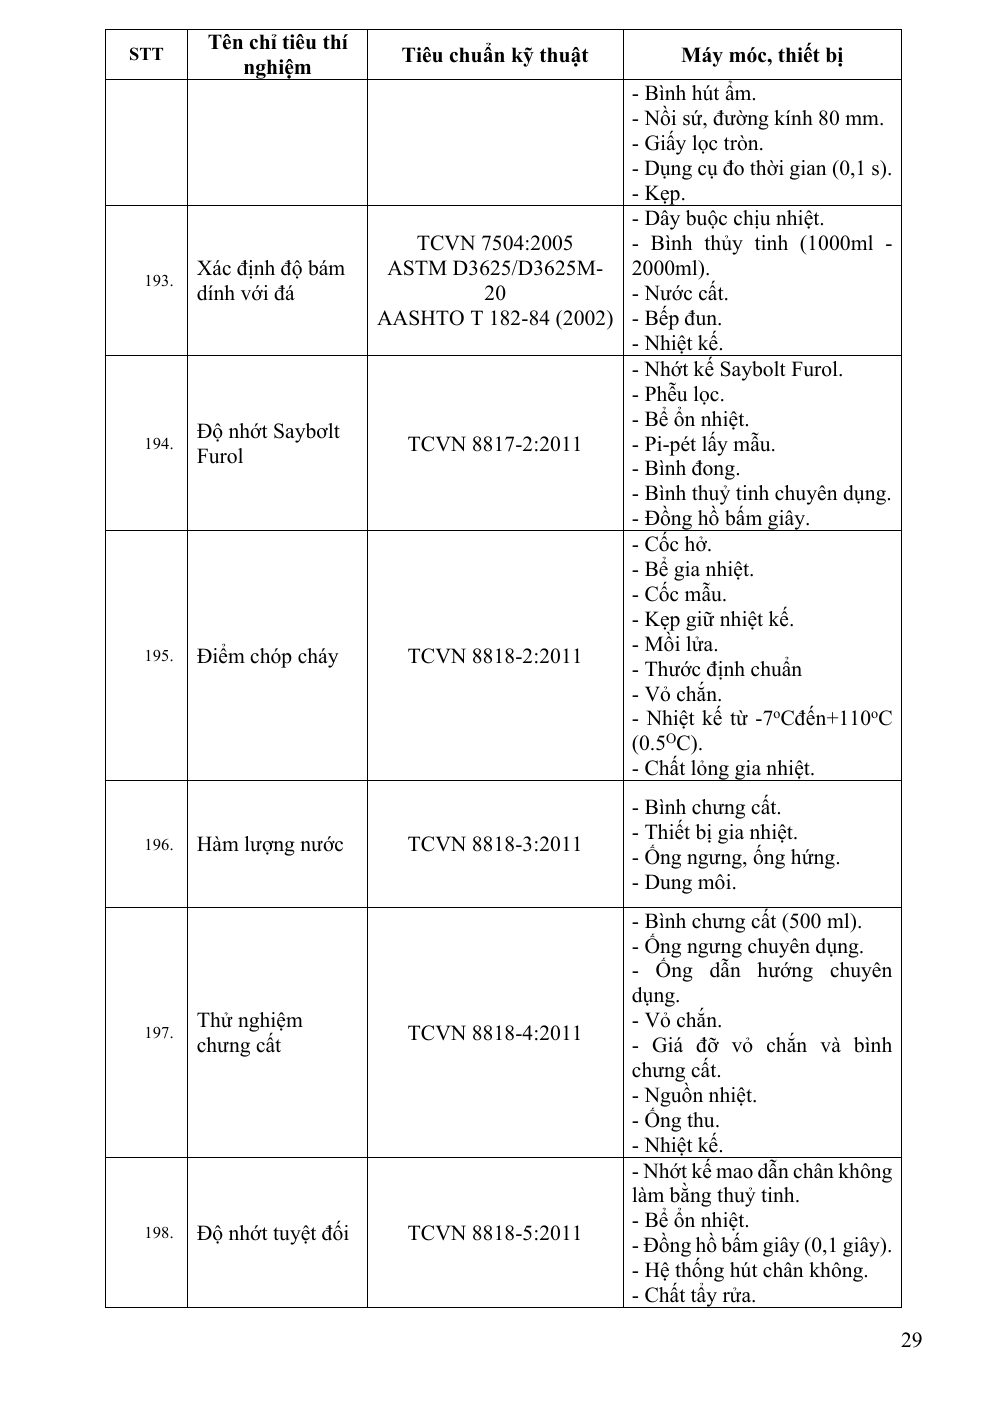 STT
Tên chỉ tiêu thí
nghiệm
Tiêu chuẩn kỹ thuật
Máy móc, thiết bị
- Bình hút ẩm.
- Nồi sứ, đường kính 80 mm.
- Giấy lọc tròn.
- Dụng cụ đo thời gian (0,1 s).
- Kẹp.
193.
Xác định độ bám
dính với đá
TCVN 7504:2005
ASTM D3625/D3625M-
20
AASHTO T 182-84 (2002)
- Dây buộc chịu nhiệt.
- Bình thủy tinh (1000ml -
2000ml).
- Nước cất.
- Bếp đun.
- Nhiệt kế.
194.
Độ nhớt Saybơlt
Furol
TCVN 8817-2:2011
- Nhớt kế Saybolt Furol.
- Phễu lọc.
- Bể ổn nhiệt.
- Pi-pét lấy mẫu.
- Bình đong.
- Bình thuỷ tinh chuyên dụng.
- Đồng hồ bấm giây.
195.
Điểm chóp cháy
TCVN 8818-2:2011
- Cốc hở.
- Bể gia nhiệt.
- Cốc mẫu.
- Kẹp giữ nhiệt kế.
- Mồi lửa.
- Thước định chuẩn
- Vỏ chắn.
- Nhiệt kế từ -7ºCđến+110ºC
(0.5ᴼC).
- Chất lỏng gia nhiệt.
196.
Hàm lượng nước
TCVN 8818-3:2011
- Bình chưng cất.
- Thiết bị gia nhiệt.
- Ống ngưng, ống hứng.
- Dung môi.
197.
Thử nghiệm
chưng cất
TCVN 8818-4:2011
- Bình chưng cất (500 ml).
- Ống ngưng chuyên dụng.
- Ống dẫn hướng chuyên
dụng.
- Vỏ chắn.
- Giá đỡ vỏ chắn và bình
chưng cất.
- Nguồn nhiệt.
- Ống thu.
- Nhiệt kế.
198.
Độ nhớt tuyệt đối
TCVN 8818-5:2011
- Nhớt kế mao dẫn chân không
làm bằng thuỷ tinh.
- Bể ổn nhiệt.
- Đồng hồ bấm giây (0,1 giây).
- Hệ thống hút chân không.
- Chất tẩy rửa.
29